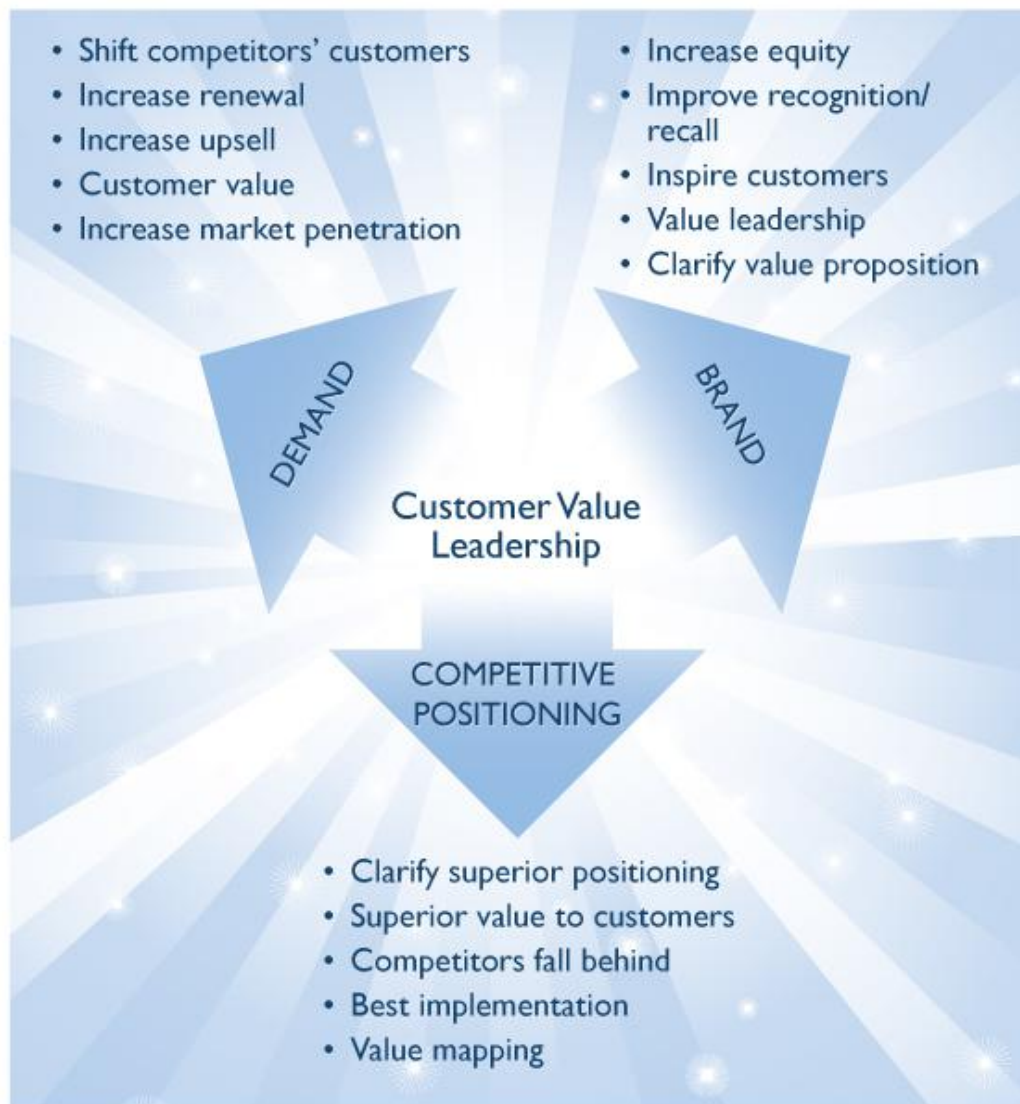 • Shift competitors’ customers
• Increase renewal
• Increase upsell
• Customer value
• Increase market penetration
• Increase equity
• Improve recognition/
recall
• Inspire customers
• Value leadership
• Clarify value proposition
DEMAND
BRAND
Customer Value
Leadership
COMPETITIVE
POSITIONING
• Clarify superior positioning
• Superior value to customers
• Competitors fall behind
• Best implementation
• Value mapping